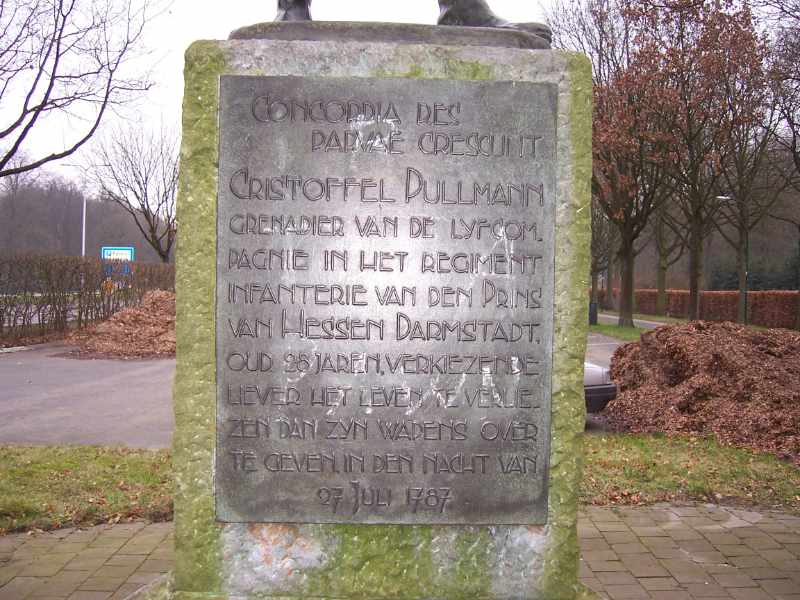 CONCORDIA RES
PARVAE CRESCUNT
CRISTOFFEL PULLMANN
GRENADIER VAN DE LYFCOM.
PAGNIE IN HET REGIMENT
INFANTERIE VAN DEN PRINS
VAN HESSEN DARMSTADT,
OUD 28 JAREN, VERKIEZENDE
LIEVER HET LEVEN TE VERLIE.
ZEN DAN ZYN WAPENS OVER
TE GEVEN. IN DEN NACHT VAN
27 JULI 1787